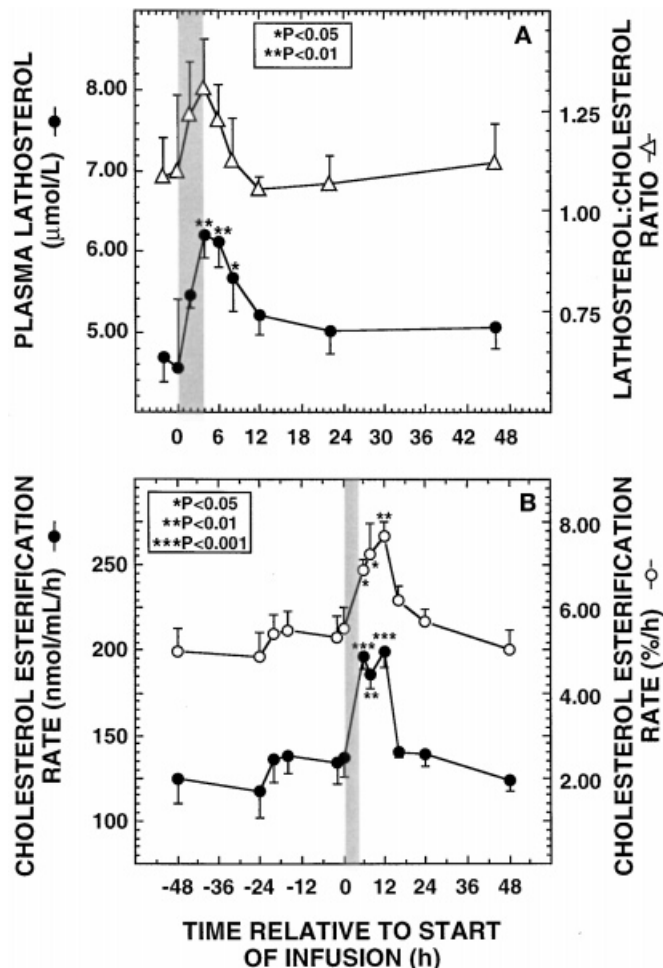 A
*P<0.05
**P<0.01
PLASMA LATHOSTEROL
(μmol/L)
8.00
7.00
6.00
5.00
**
**
*
1.25
1.00
0.75
LATHOSTEROL:CHOLESTEROL
RATIO
0 6 12 18 24 30 36 42 48
B
*P<0.05
**P<0.01
***P<0.001
CHOLESTEROL ESTERIFICATION
RATE (nmol/mL/h)
250
200
150
100
**
*
*
***
***
**
8.00
6.00
4.00
2.00
CHOLESTEROL ESTERIFICATION
RATE (%/h)
-48 -36 -24 -12 0 12 24 36 48
TIME RELATIVE TO START
OF INFUSION (h)